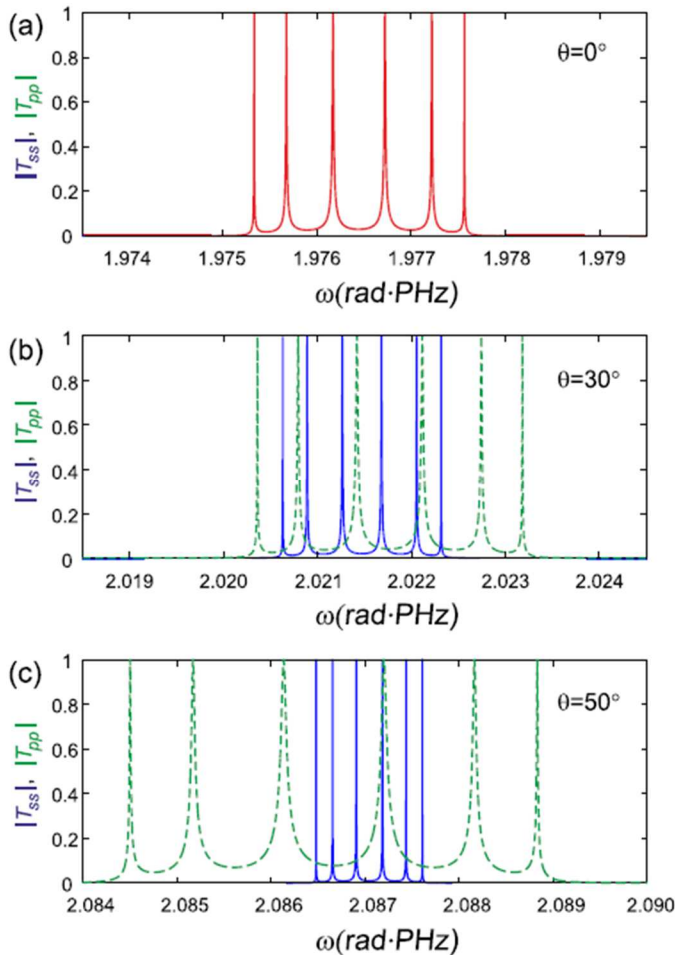 (a)
1
0.8
0.6
0.4
0.2
0
|Tss|, |Tpp|
θ=0°
1.974 1.975 1.976 1.977 1.978 1.979
ω(rad·PHz)
(b)
1
0.8
0.6
0.4
0.2
0
|Tss|, |Tpp|
θ=30°
2.019 2.020 2.021 2.022 2.023 2.024
ω(rad·PHz)
(c)
1
0.8
0.6
0.4
0.2
0
|Tss|, |Tpp|
θ=50°
2.084 2.085 2.086 2.087 2.088 2.089 2.090
ω(rad·PHz)